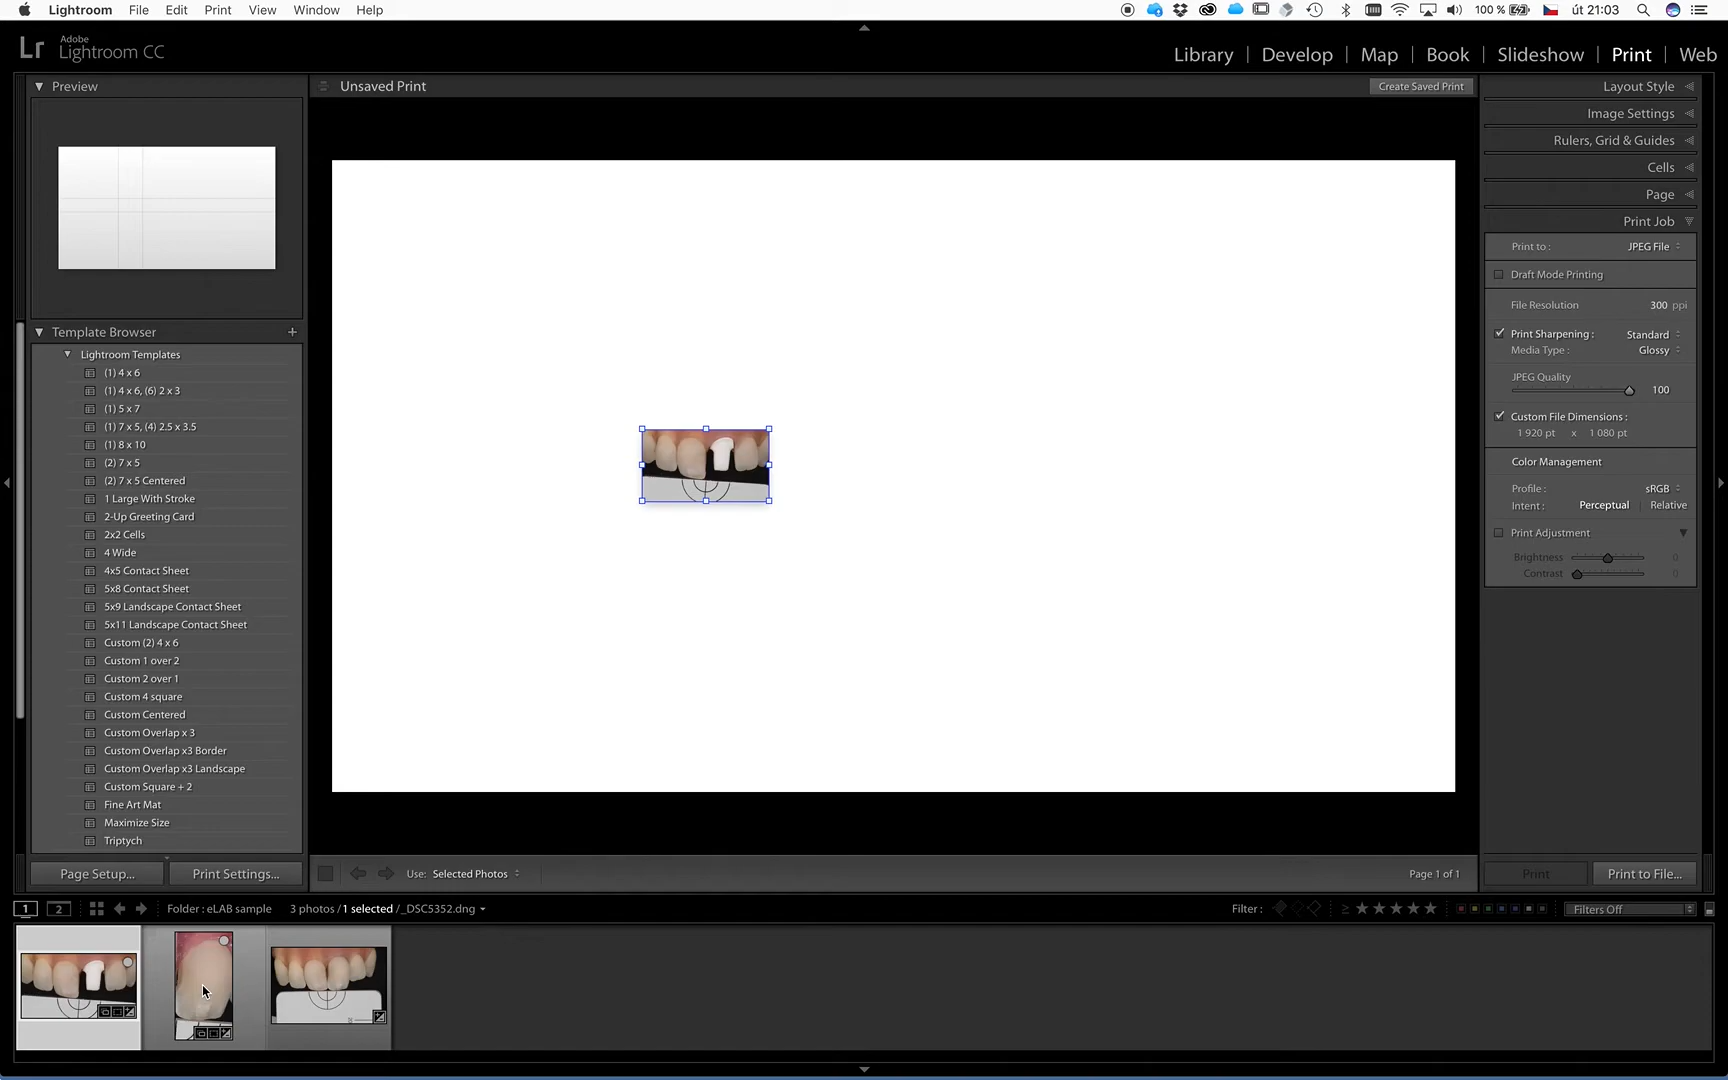 Lightroom File Edit Print View Window Help 100 % út 21:03
Lr Adobe Lightroom CC
Library | Develop | Map | Book | Slideshow | Print | Web
Preview
Unsaved Print
Create Saved Print
Template Browser +
Lightroom Templates
(1) 4 x 6
(1) 4 x 6, (6) 2 x 3
(1) 5 x 7
(1) 7 x 5, (4) 2.5 x 3.5
(1) 8 x 10
(2) 7 x 5
(2) 7 x 5 Centered
1 Large With Stroke
2-Up Greeting Card
2x2 Cells
4 Wide
4x5 Contact Sheet
5x8 Contact Sheet
5x9 Landscape Contact Sheet
5x11 Landscape Contact Sheet
Custom (2) 4 x 6
Custom 1 over 2
Custom 2 over 1
Custom 4 square
Custom Centered
Custom Overlap x 3
Custom Overlap x3 Border
Custom Overlap x3 Landscape
Custom Square + 2
Fine Art Mat
Maximize Size
Triptych
Page Setup...
Print Settings...
Use: Selected Photos
Page 1 of 1
Layout Style
Image Settings
Rulers, Grid & Guides
Cells
Page
Print Job
Print to : JPEG File
Draft Mode Printing
File Resolution 300 ppi
Print Sharpening : Standard
Media Type : Glossy
JPEG Quality
100
Custom File Dimensions :
1 920 pt x 1 080 pt
Color Management
Profile : sRGB
Intent : Perceptual | Relative
Print Adjustment
Brightness 0
Contrast 0
Print
Print to File...
1 2 Folder : eLAB sample 3 photos / 1 selected / _DSC5352.dng
Filter : ≥ ★★★★★ Filters Off